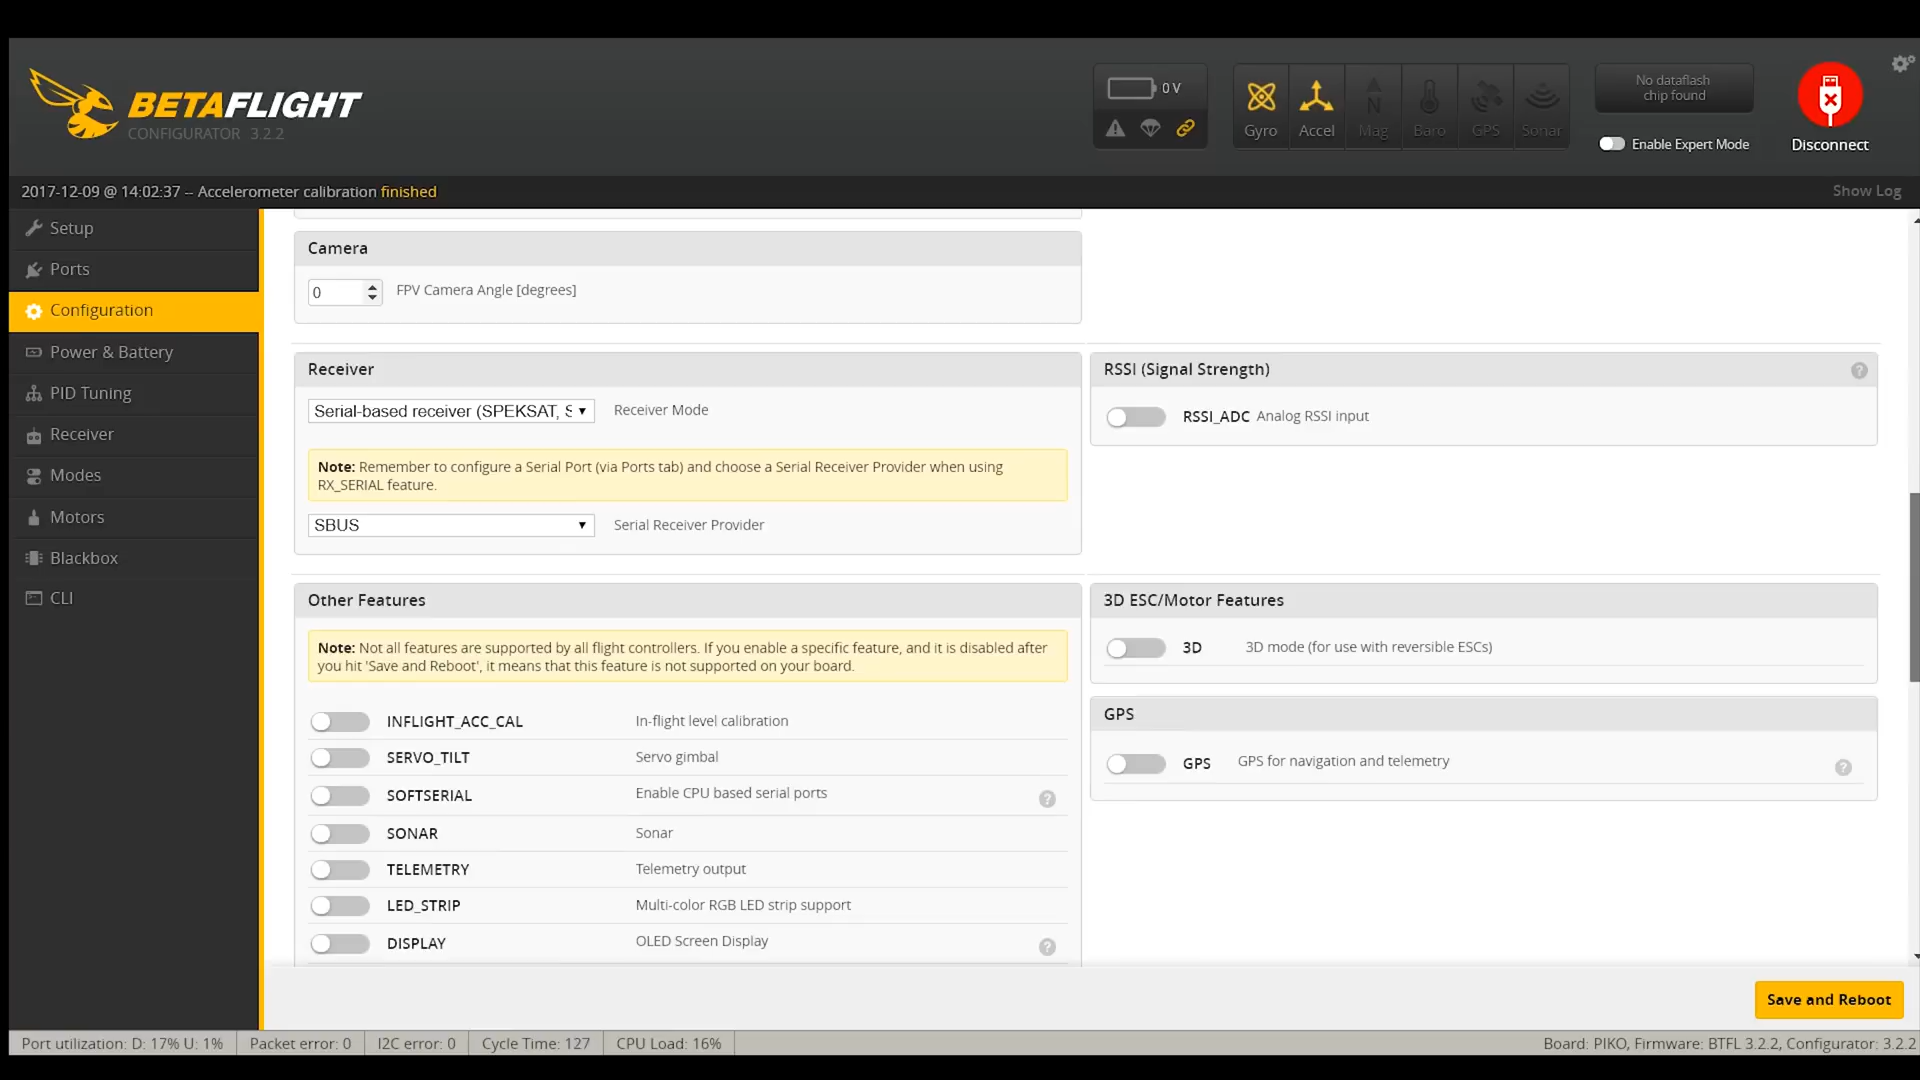 BETAFLIGHT
CONFIGURATOR 3.2.2
0 V
Gyro
Accel
N
Mag
Baro
GPS
Sonar
No dataflash
chip found
Enable Expert Mode
Disconnect
2017-12-09 @ 14:02:37 -- Accelerometer calibration finished
Show Log
Setup
Ports
Configuration
Power & Battery
PID Tuning
Receiver
Modes
Motors
Blackbox
CLI
Camera
0
FPV Camera Angle [degrees]
Receiver
Serial-based receiver (SPEKSAT, S
Receiver Mode
Note: Remember to configure a Serial Port (via Ports tab) and choose a Serial Receiver Provider when using
RX_SERIAL feature.
SBUS
Serial Receiver Provider
RSSI (Signal Strength)
?
RSSI_ADC Analog RSSI input
Other Features
Note: Not all features are supported by all flight controllers. If you enable a specific feature, and it is disabled after
you hit 'Save and Reboot', it means that this feature is not supported on your board.
INFLIGHT_ACC_CAL In-flight level calibration
SERVO_TILT Servo gimbal
SOFTSERIAL Enable CPU based serial ports ?
SONAR Sonar
TELEMETRY Telemetry output
LED_STRIP Multi-color RGB LED strip support
DISPLAY OLED Screen Display ?
3D ESC/Motor Features
3D 3D mode (for use with reversible ESCs)
GPS
GPS GPS for navigation and telemetry ?
Save and Reboot
Port utilization: D: 17% U: 1%
Packet error: 0
I2C error: 0
Cycle Time: 127
CPU Load: 16%
Board: PIKO, Firmware: BTFL 3.2.2, Configurator: 3.2.2